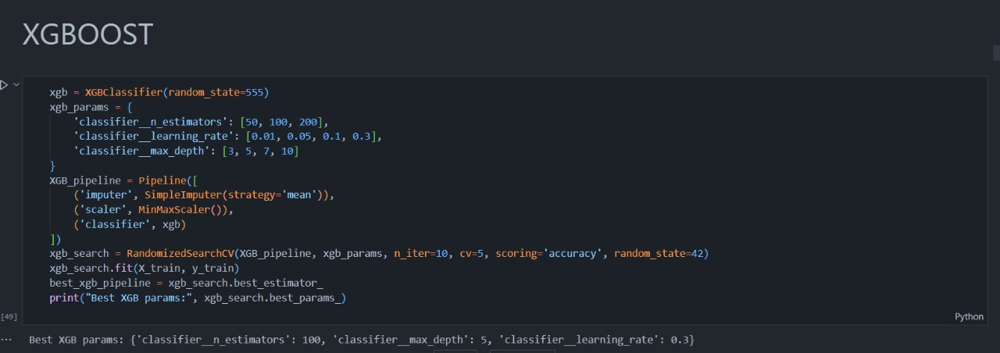 XGBOOST
xgb = XGBClassifier(random_state=555)
xgb_params = {
    'classifier__n_estimators': [50, 100, 200],
    'classifier__learning_rate': [0.01, 0.05, 0.1, 0.3],
    'classifier__max_depth': [3, 5, 7, 10]
}
XGB_pipeline = Pipeline([
    ('imputer', SimpleImputer(strategy='mean')),
    ('scaler', MinMaxScaler()),
    ('classifier', xgb)
])
xgb_search = RandomizedSearchCV(XGB_pipeline, xgb_params, n_iter=10, cv=5, scoring='accuracy', random_state=42)
xgb_search.fit(X_train, y_train)
best_xgb_pipeline = xgb_search.best_estimator_
print("Best XGB params:", xgb_search.best_params_)
[49] Python
... Best XGB params: {'classifier__n_estimators': 100, 'classifier__max_depth': 5, 'classifier__learning_rate': 0.3}